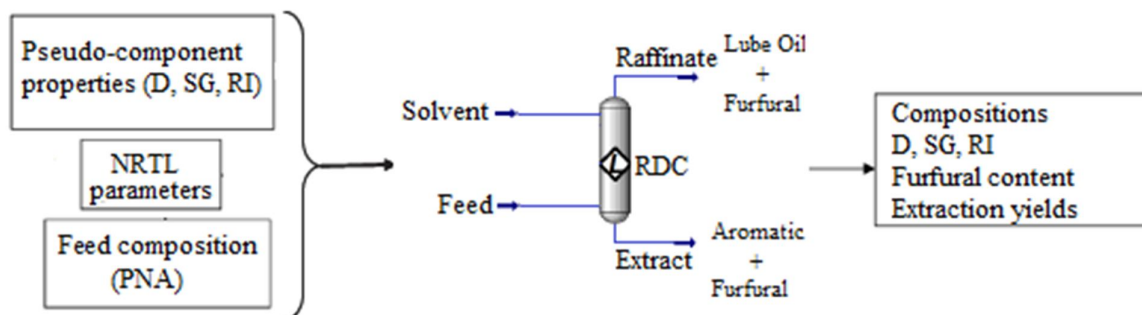 Pseudo-component
properties (D, SG, RI)
NRTL
parameters
Feed composition
(PNA)
Solvent
Feed
Raffinate
Lube Oil
+
Furfural
L
RDC
Extract
Aromatic
+
Furfural
Compositions
D, SG, RI
Furfural content
Extraction yields